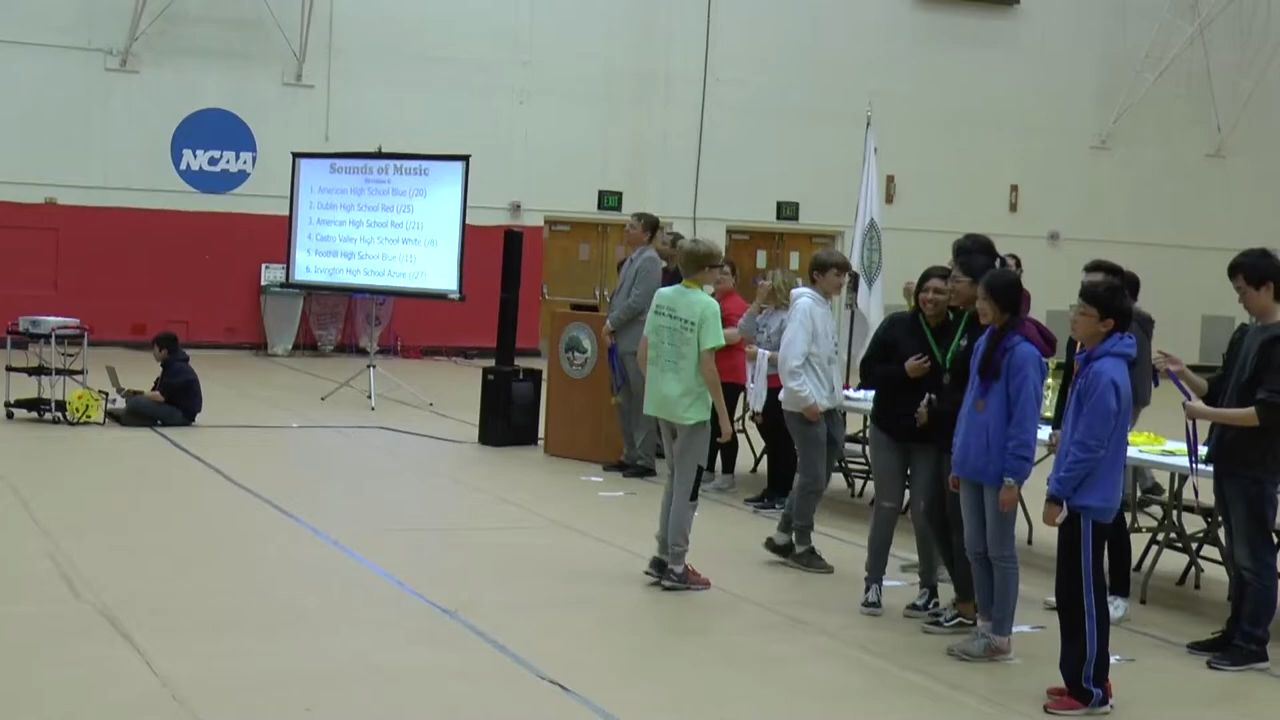 NCAA
Sounds of Music
Division C
1. American High School Blue (/20)
2. Dublin High School Red (/25)
3. American High School Red (/21)
4. Castro Valley High School White (/8)
5. Foothill High School Blue (/11)
6. Irvington High School Azure (/27)
EXIT
EXIT